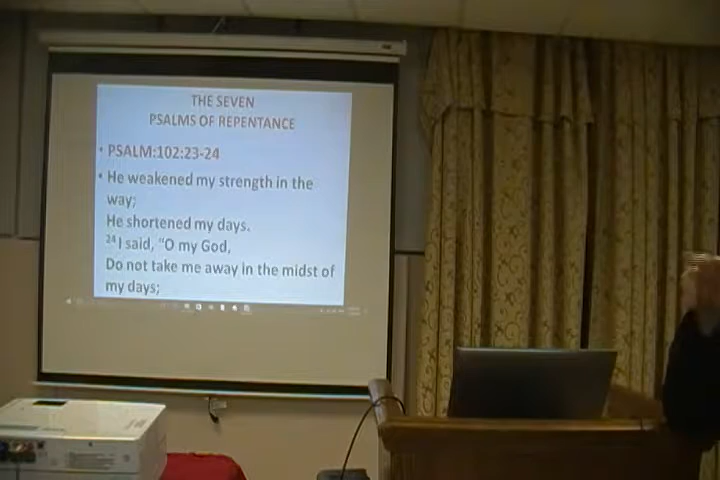 THE SEVEN
PSALMS OF REPENTANCE
• PSALM:102:23-24
• He weakened my strength in the
way;
He shortened my days.
24 I said, “O my God,
Do not take me away in the midst of
my days;